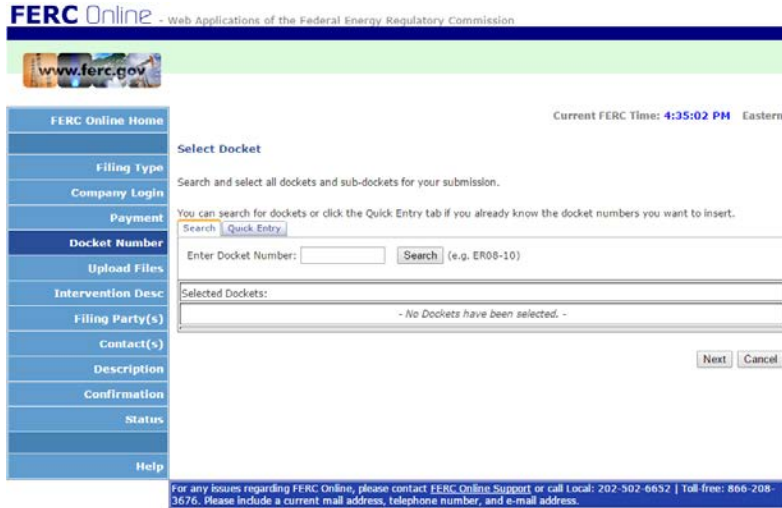 FERC Online - Web Applications of the Federal Energy Regulatory Commission
www.ferc.gov
FERC Online Home
Filing Type
Company Login
Payment
Docket Number
Upload Files
Intervention Desc
Filing Party(s)
Contact(s)
Description
Confirmation
Status
Help
Current FERC Time: 4:35:02 PM Eastern
Select Docket
Search and select all dockets and sub-dockets for your submission.
You can search for dockets or click the Quick Entry tab if you already know the docket numbers you want to insert.
Search Quick Entry
Enter Docket Number: Search (e.g. ER08-10)
Selected Dockets:
- No Dockets have been selected. -
Next Cancel
For any issues regarding FERC Online, please contact FERC Online Support or call Local: 202-502-6652 | Toll-free: 866-208-
3676. Please include a current mail address, telephone number, and e-mail address.